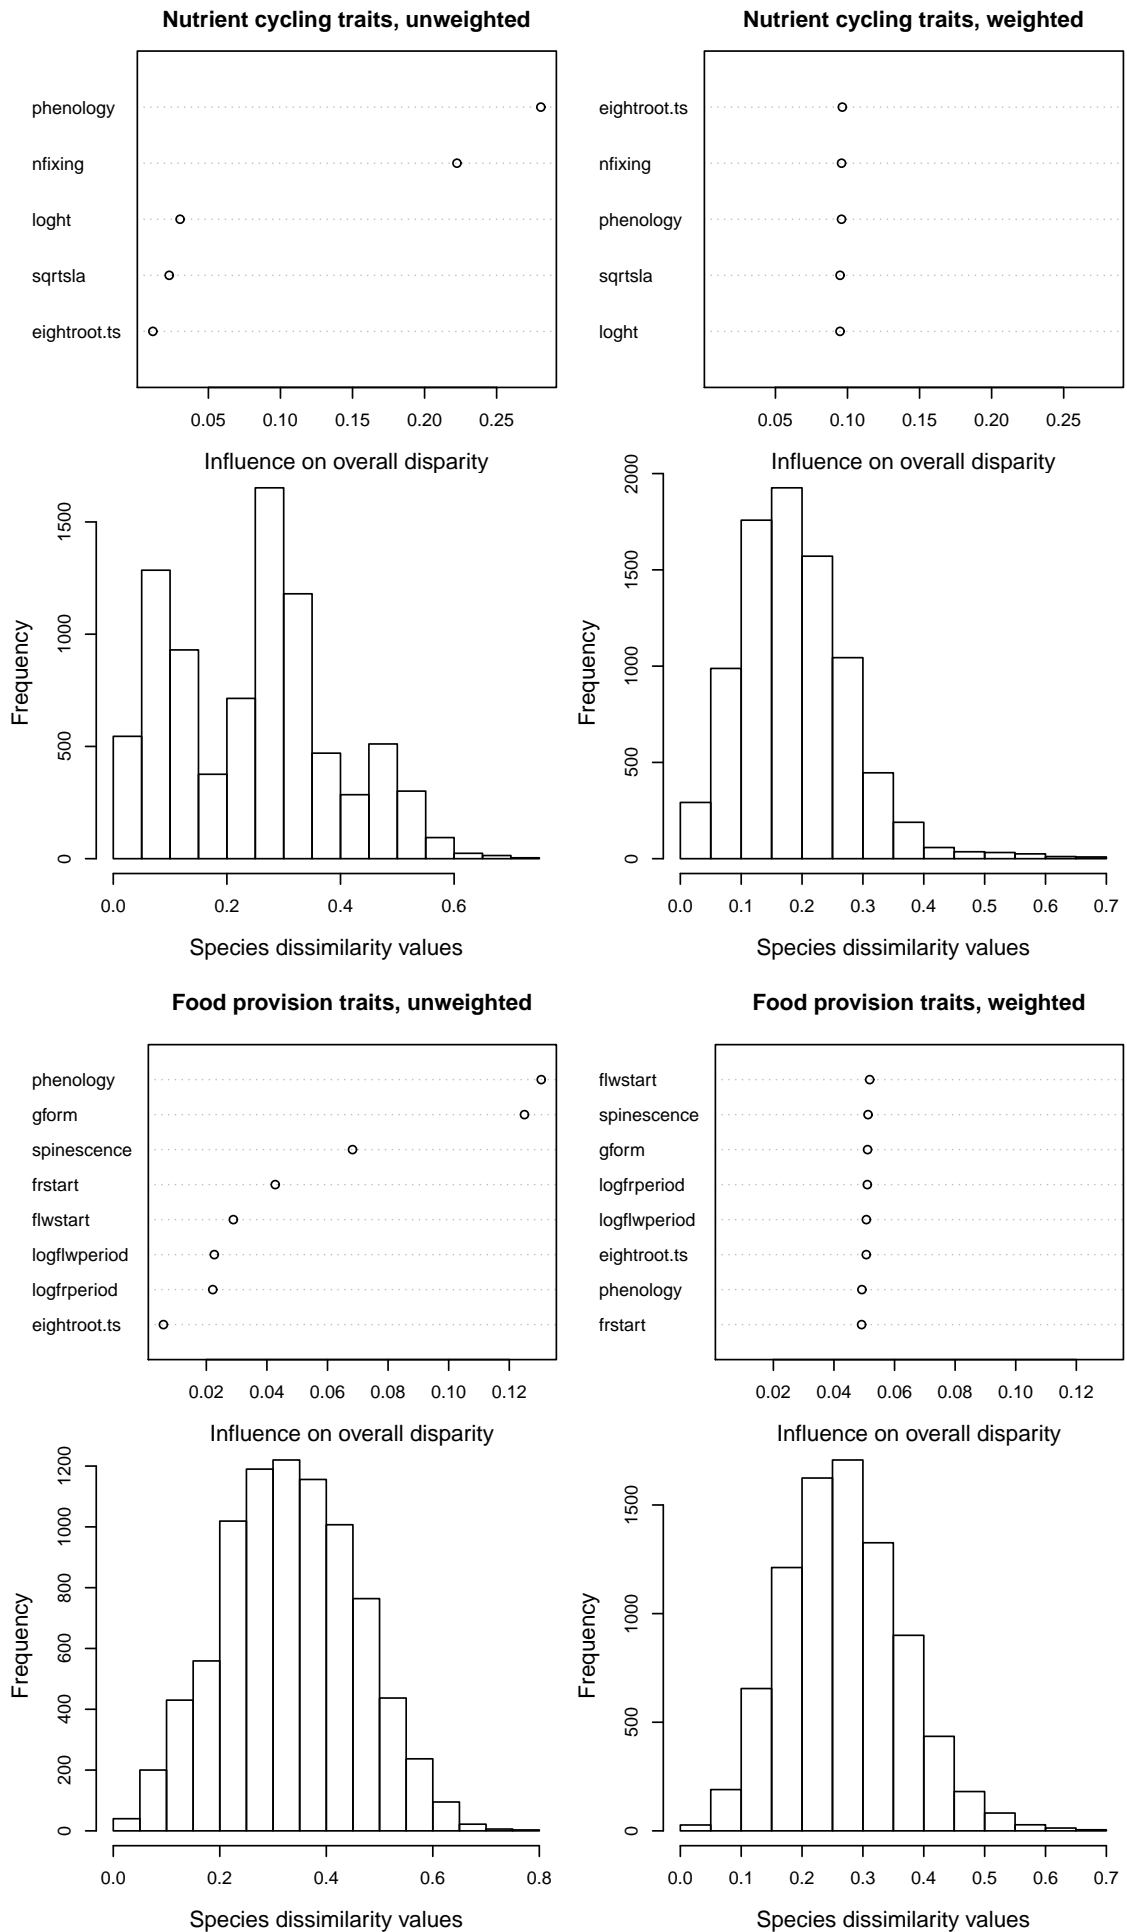 Nutrient cycling traits, unweighted
phenology
nfixing
loght
sqrtsla
eightroot.ts
0.05 0.10 0.15 0.20 0.25
Influence on overall disparity
Nutrient cycling traits, weighted
eightroot.ts
nfixing
phenology
sqrtsla
loght
0.05 0.10 0.15 0.20 0.25
Influence on overall disparity
Frequency
1500
1000
500
0
0.0 0.2 0.4 0.6
Species dissimilarity values
Frequency
2000
1500
1000
500
0
0.0 0.1 0.2 0.3 0.4 0.5 0.6 0.7
Species dissimilarity values
Food provision traits, unweighted
phenology
gform
spinescence
frstart
flwstart
logflwperiod
logfrperiod
eightroot.ts
0.02 0.04 0.06 0.08 0.10 0.12
Influence on overall disparity
Food provision traits, weighted
flwstart
spinescence
gform
logfrperiod
logflwperiod
eightroot.ts
phenology
frstart
0.02 0.04 0.06 0.08 0.10 0.12
Influence on overall disparity
Frequency
1200
1000
800
600
400
200
0
0.0 0.2 0.4 0.6 0.8
Species dissimilarity values
Frequency
1500
1000
500
0
0.0 0.1 0.2 0.3 0.4 0.5 0.6 0.7
Species dissimilarity values